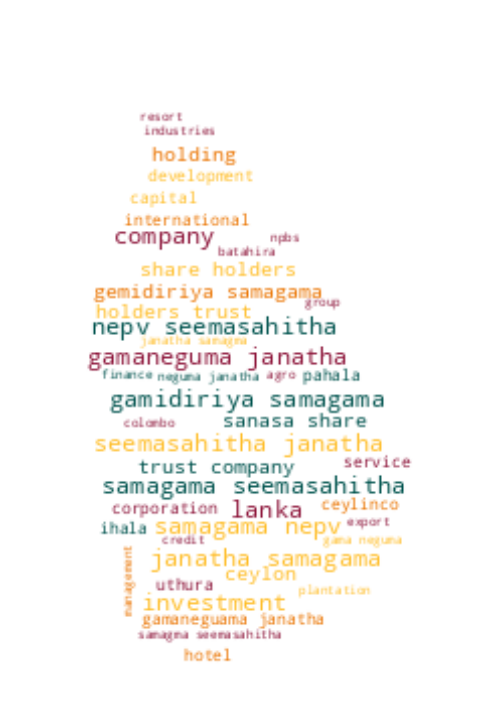 resort
industries
holding
development
capital
international
company
npbs
batahira
share holders
gemidiriya samagama
group
holders trust
nepv seemasahitha
janatha samagma
gamaneguma janatha
finance
neguma janatha
agro
pahala
gamidiriya samagama
colombo
sanasa share
seemasahitha janatha
service
trust company
samagama seemasahitha
corporation
lanka
ceylinco
ihala
samagama nepv
export
credit
gama neguma
management
janatha samagama
ceylon
uthura
plantation
investment
gamaneguama janatha
samagma seemasahitha
hotel